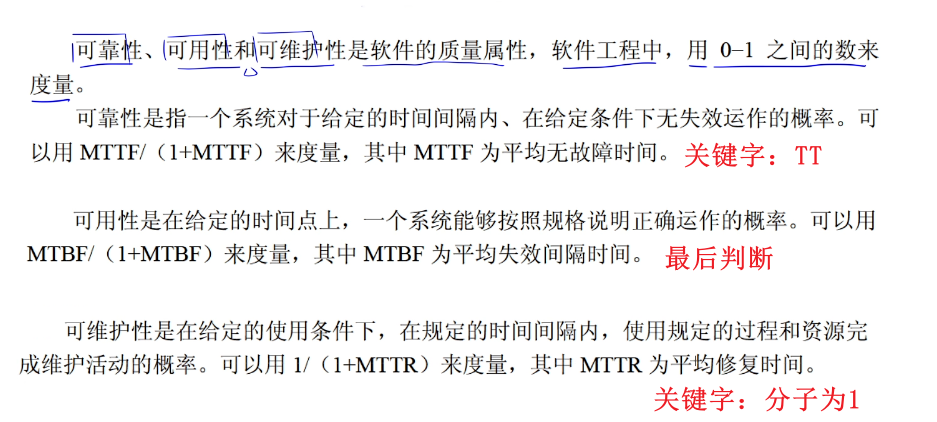 可靠性、可用性和可维护性是软件的质量属性，软件工程中，用 0-1 之间的数来
度量。
可靠性是指一个系统对于给定的时间间隔内、在给定条件下无失效运作的概率。可
以用 MTTF/（1+MTTF）来度量，其中 MTTF 为平均无故障时间。 关键字：TT
可用性是在给定的时间点上，一个系统能够按照规格说明正确运作的概率。可以用
MTBF/（1+MTBF）来度量，其中 MTBF 为平均失效间隔时间。 最后判断
可维护性是在给定的使用条件下，在规定的时间间隔内，使用规定的过程和资源完
成维护活动的概率。可以用 1/（1+MTTR）来度量，其中 MTTR 为平均修复时间。
关键字：分子为1